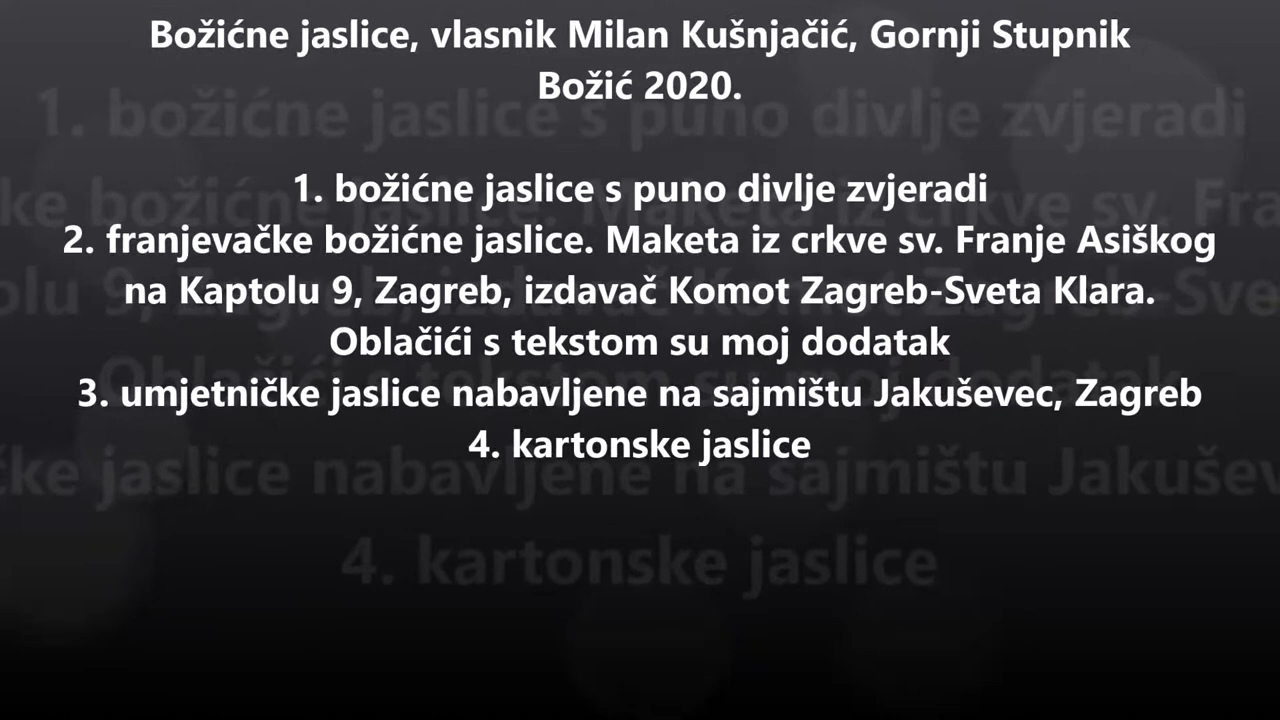 Božićne jaslice, vlasnik Milan Kušnjačić, Gornji Stupnik
Božić 2020.
1. božićne jaslice s puno divlje zvjeradi
2. franjevačke božićne jaslice. Maketa iz crkve sv. Franje Asiškog
na Kaptolu 9, Zagreb, izdavač Komot Zagreb-Sveta Klara.
Oblačići s tekstom su moj dodatak
3. umjetničke jaslice nabavljene na sajmištu Jakuševec, Zagreb
4. kartonske jaslice